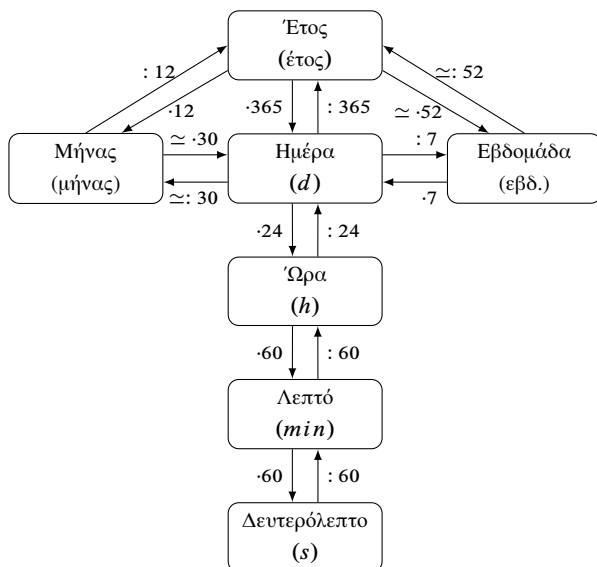 Έτος
(έτος)
: 12
≃: 52
·12
·365
: 365
≃ ·52
Μήνας
(μήνας)
≃ ·30
Ημέρα
(d)
: 7
Εβδομάδα
(εβδ.)
≃: 30
·7
·24
: 24
Ώρα
(h)
·60
: 60
Λεπτό
(min)
·60
: 60
Δευτερόλεπτο
(s)